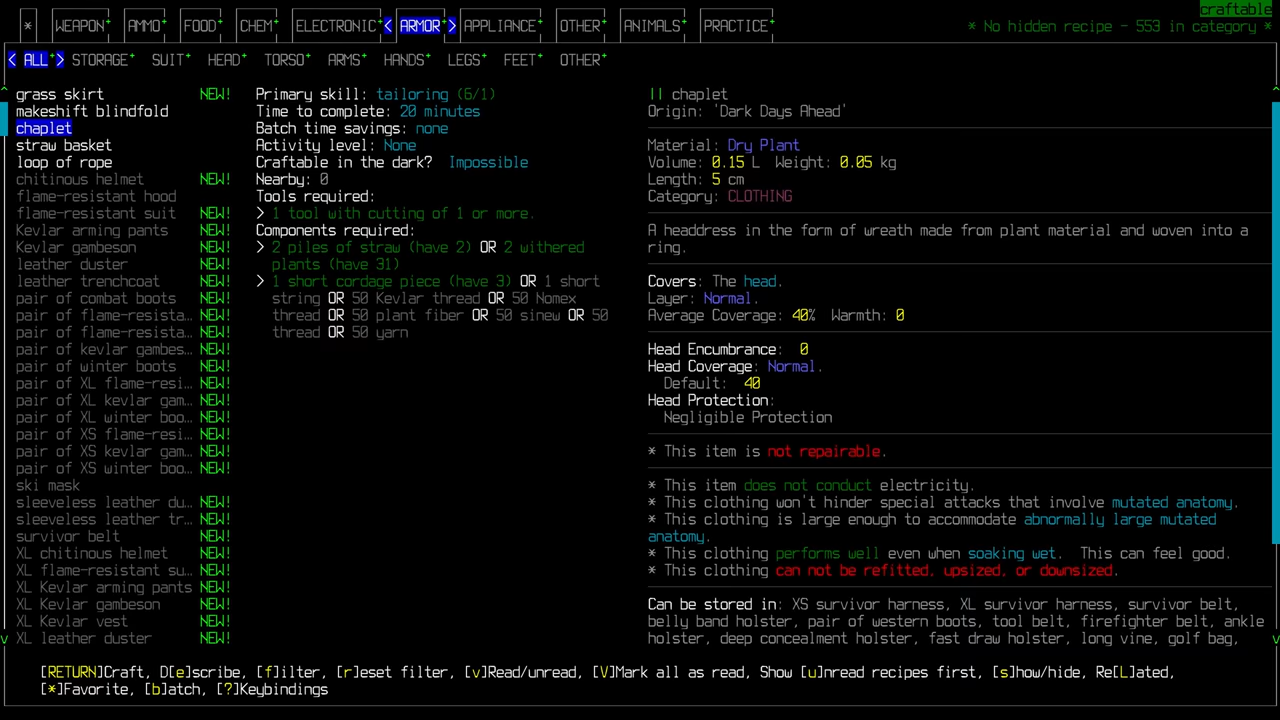 craftable
* WEAPON+ AMMO+ FOOD+ CHEM+ ELECTRONIC+ < ARMOR+ > APPLIANCE+ OTHER+ ANIMALS+ PRACTICE+ * No hidden recipe - 553 in category *
< ALL+ > STORAGE+ SUIT+ HEAD+ TORSO+ ARMS+ HANDS+ LEGS+ FEET+ OTHER+
grass skirt NEW!
makeshift blindfold
chaplet
straw basket
loop of rope
chitinous helmet NEW!
flame-resistant hood
flame-resistant suit NEW!
Kevlar arming pants NEW!
Kevlar gambeson NEW!
leather duster NEW!
leather trenchcoat NEW!
pair of combat boots NEW!
pair of flame-resista... NEW!
pair of flame-resista... NEW!
pair of kevlar gambes... NEW!
pair of winter boots NEW!
pair of XL flame-resi... NEW!
pair of XL kevlar gam... NEW!
pair of XL winter boo... NEW!
pair of XS flame-resi... NEW!
pair of XS kevlar gam... NEW!
pair of XS winter boo... NEW!
ski mask
sleeveless leather du... NEW!
sleeveless leather tr... NEW!
survivor belt NEW!
XL chitinous helmet NEW!
XL flame-resistant su... NEW!
XL Kevlar arming pants NEW!
XL Kevlar gambeson NEW!
XL Kevlar vest NEW!
XL leather duster NEW!
Primary skill: tailoring (6/1)
Time to complete: 20 minutes
Batch time savings: none
Activity level: None
Craftable in the dark? Impossible
Nearby: 0
Tools required:
> 1 tool with cutting of 1 or more.
Components required:
> 2 piles of straw (have 2) OR 2 withered
plants (have 31)
> 1 short cordage piece (have 3) OR 1 short
string OR 50 Kevlar thread OR 50 Nomex
thread OR 50 plant fiber OR 50 sinew OR 50
thread OR 50 yarn
|| chaplet
Origin: 'Dark Days Ahead'
Material: Dry Plant
Volume: 0.15 L Weight: 0.05 kg
Length: 5 cm
Category: CLOTHING
A headdress in the form of wreath made from plant material and woven into a
ring.
Covers: The head.
Layer: Normal.
Average Coverage: 40% Warmth: 0
Head Encumbrance: 0
Head Coverage: Normal.
Default: 40
Head Protection:
Negligible Protection
* This item is not repairable.
* This item does not conduct electricity.
* This clothing won't hinder special attacks that involve mutated anatomy.
* This clothing is large enough to accommodate abnormally large mutated
anatomy.
* This clothing performs well even when soaking wet. This can feel good.
* This clothing can not be refitted, upsized, or downsized.
Can be stored in: XS survivor harness, XL survivor harness, survivor belt,
belly band holster, pair of western boots, tool belt, firefighter belt, ankle
holster, deep concealment holster, fast draw holster, long vine, golf bag,
[RETURN]Craft, D[e]scribe, [f]ilter, [r]eset filter, [v]Read/unread, [V]Mark all as read, Show [u]nread recipes first, [s]how/hide, Re[L]ated,
[*]Favorite, [b]atch, [?]Keybindings